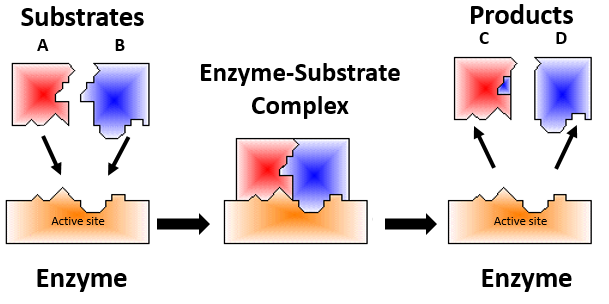 Substrates
A
B
Enzyme-Substrate
Complex
Products
C
D
Active site
Active site
Enzyme
Enzyme